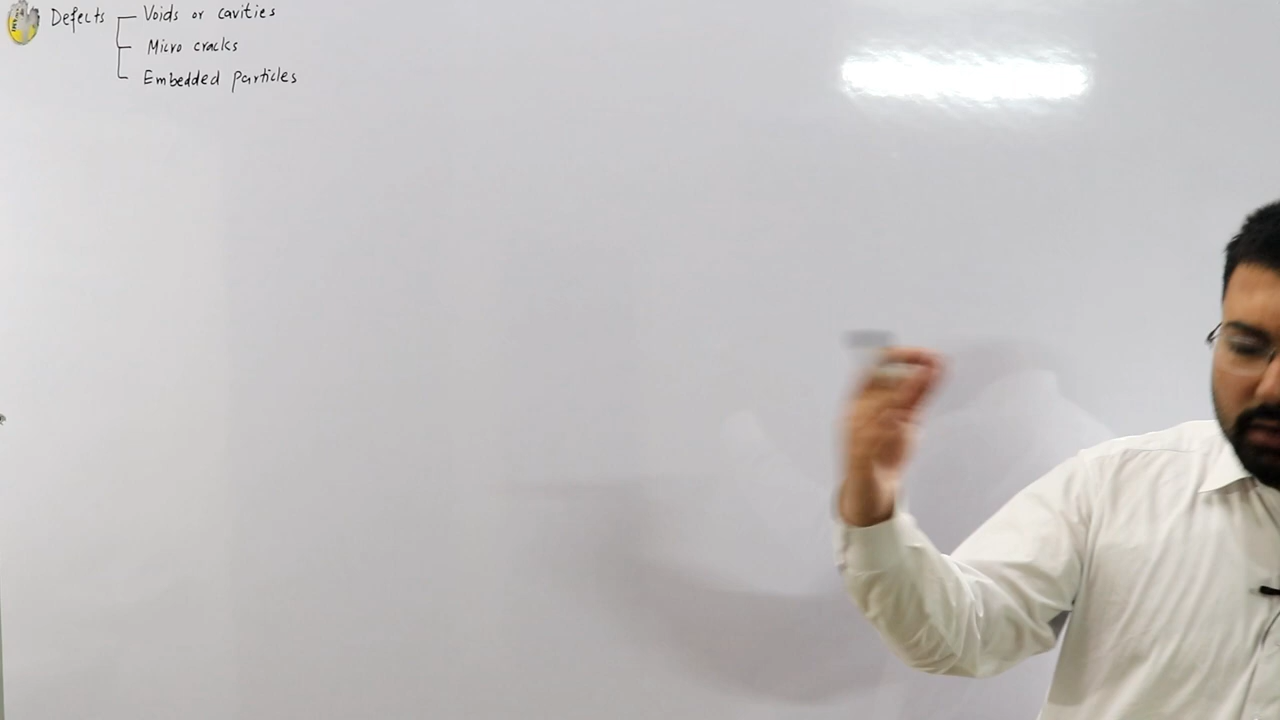 Defects
Voids or cavities
Micro cracks
Embedded particles